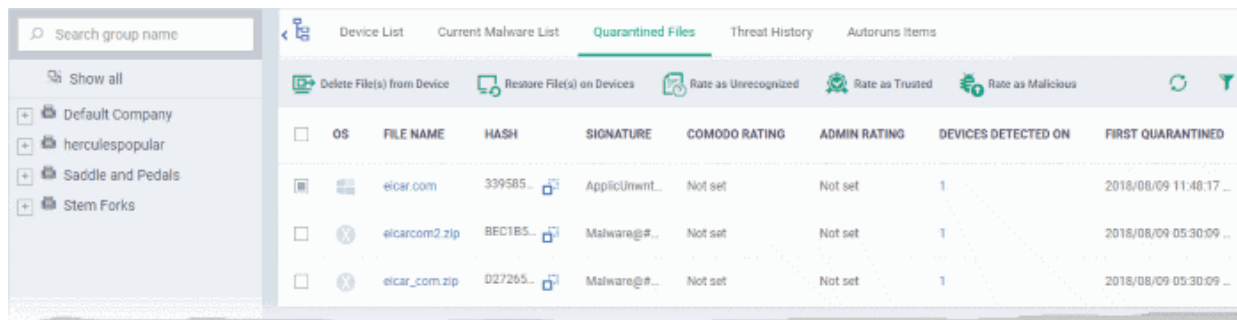 Search group name
Show all
Default Company
herculespopular
Saddle and Pedals
Stem Forks
Device List Current Malware List Quarantined Files Threat History Autoruns Items
Delete File(s) from Device Restore File(s) on Devices Rate as Unrecognized Rate as Trusted Rate as Malicious
OS FILE NAME HASH SIGNATURE COMODO RATING ADMIN RATING DEVICES DETECTED ON FIRST QUARANTINED
eicar.com 339585... ApplicUnwnt... Not set Not set 1 2018/08/09 11:48:17 ...
eicarcom2.zip BEC1B5... Malware@#... Not set Not set 1 2018/08/09 05:30:09 ...
eicar_com.zip D27265... Malware@#... Not set Not set 1 2018/08/09 05:30:09 ...